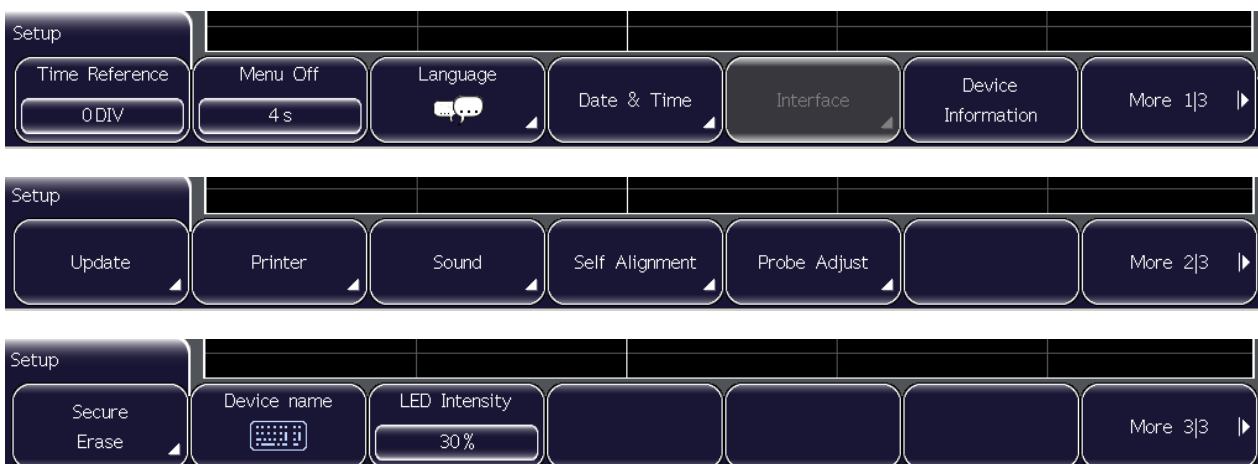 Setup
Time Reference
0 DIV
Menu Off
4 s
Language
Date & Time
Interface
Device
Information
More 1|3
Setup
Update
Printer
Sound
Self Alignment
Probe Adjust
More 2|3
Setup
Secure
Erase
Device name
LED Intensity
30 %
More 3|3